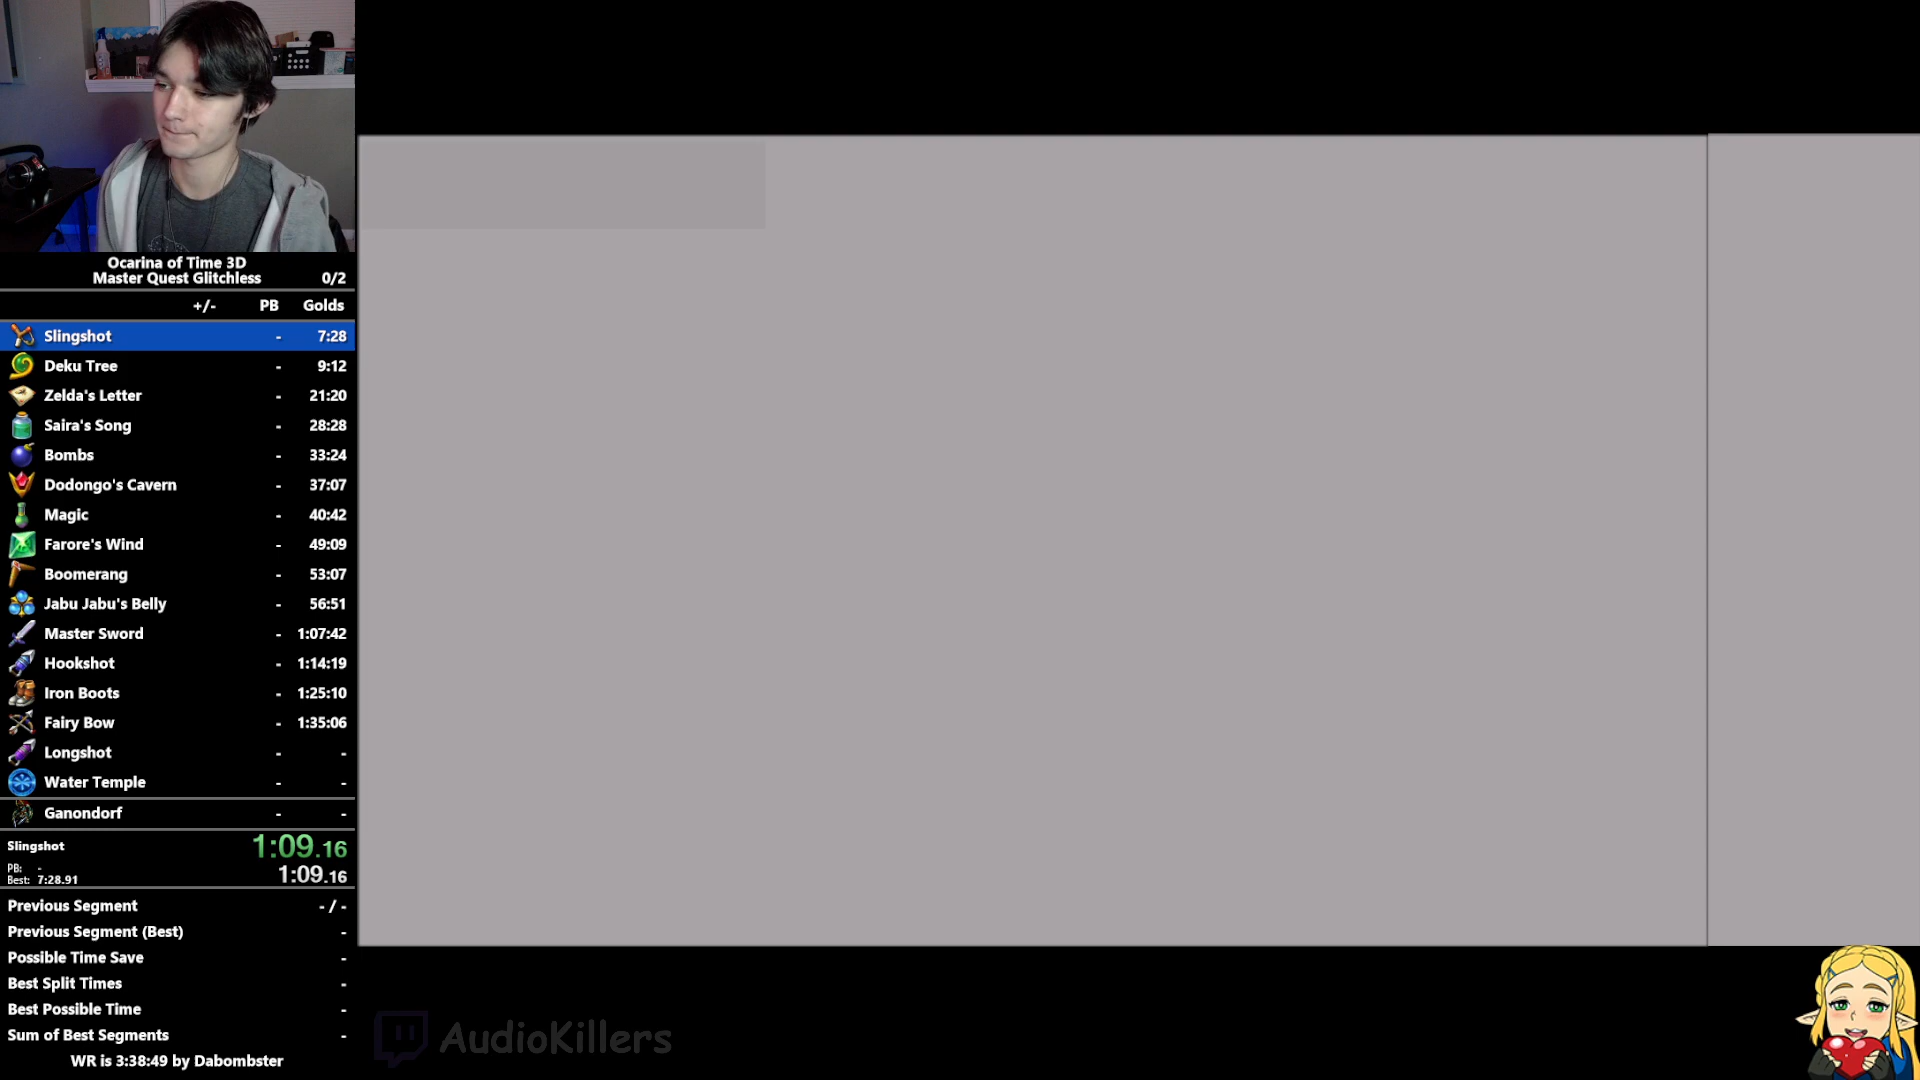 Ocarina of Time 3D
Master Quest Glitchless 0/2
+/- PB Golds
Slingshot - 7:28
Deku Tree - 9:12
Zelda's Letter - 21:20
Saira's Song - 28:28
Bombs - 33:24
Dodongo's Cavern - 37:07
Magic - 40:42
Farore's Wind - 49:09
Boomerang - 53:07
Jabu Jabu's Belly - 56:51
Master Sword - 1:07:42
Hookshot - 1:14:19
Iron Boots - 1:25:10
Fairy Bow - 1:35:06
Longshot - -
Water Temple - -
Ganondorf - -
Slingshot 1:09.16
PB: -
Best: 7:28.91 1:09.16
Previous Segment - / -
Previous Segment (Best) -
Possible Time Save -
Best Split Times -
Best Possible Time -
Sum of Best Segments -
WR is 3:38:49 by Dabombster
AudioKillers